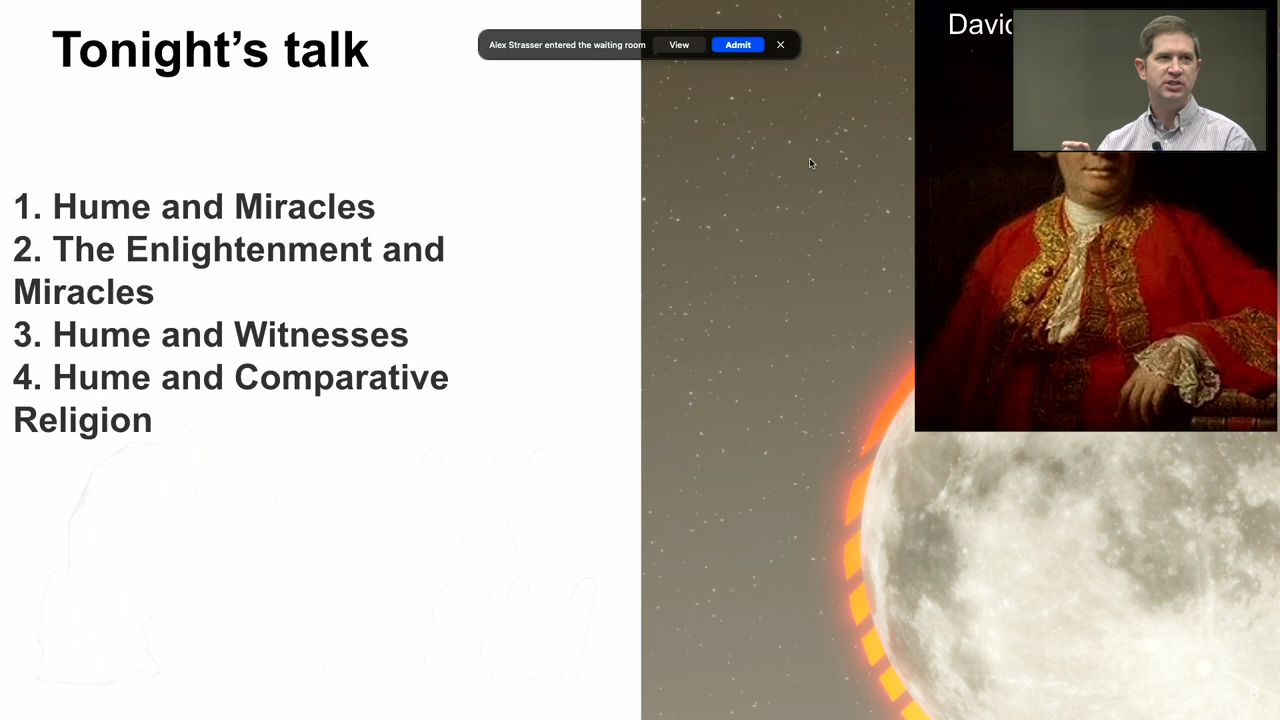 Tonight’s talk
Alex Strasser entered the waiting room
View
Admit
David
1. Hume and Miracles
2. The Enlightenment and
Miracles
3. Hume and Witnesses
4. Hume and Comparative
Religion
8